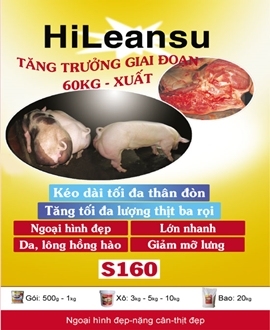 HiLeansu
TĂNG TRƯỞNG GIAI ĐOẠN
60KG - XUẤT
Kéo dài tối đa thân đòn
Tăng tối đa lượng thịt ba rọi
Ngoại hình đẹp
Lớn nhanh
Da, lông hồng hào
Giảm mỡ lưng
S160
Gói: 500g - 1kg
Xô: 3kg - 5kg - 10kg
Bao: 20kg
Ngoại hình đẹp-nặng cân-thịt đẹp